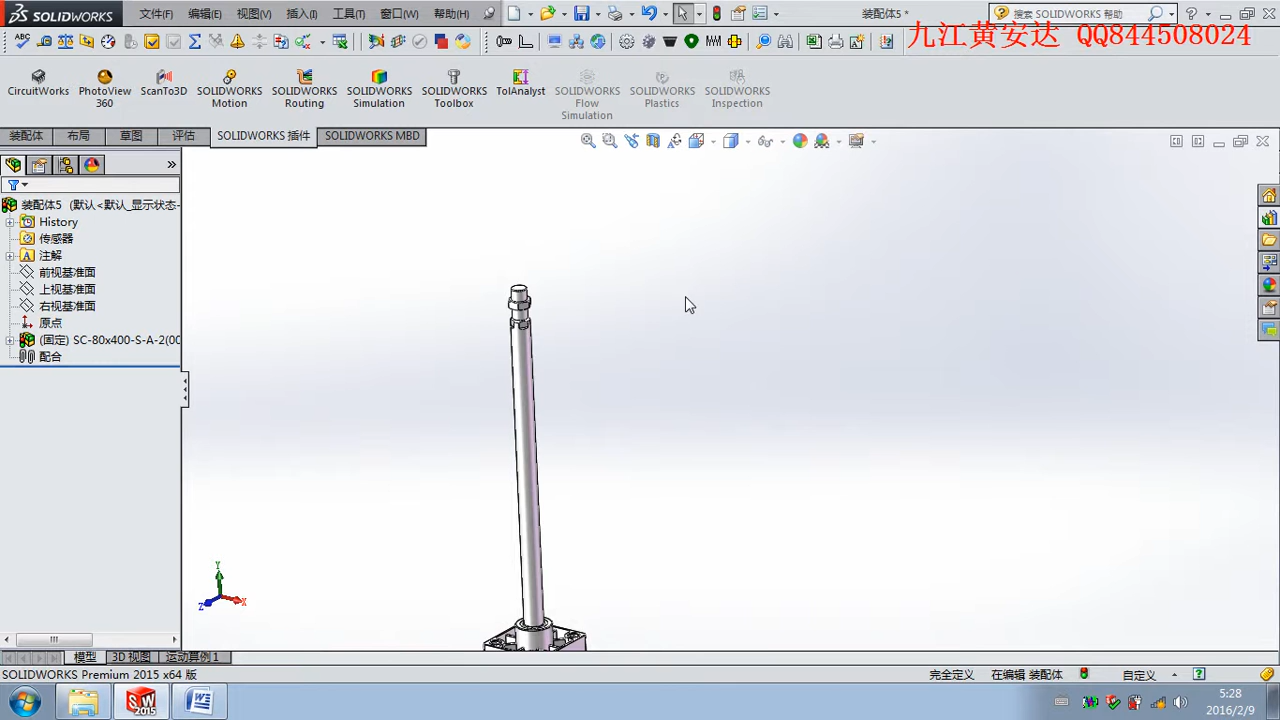 SOLIDWORKS 文件(F) 编辑(E) 视图(V) 插入(I) 工具(T) 窗口(W) 帮助(H) 装配体5 * 搜索 SOLIDWORKS 帮助
九江黄安达 QQ844508024
CircuitWorks
PhotoView 360
ScanTo3D
SOLIDWORKS Motion
SOLIDWORKS Routing
SOLIDWORKS Simulation
SOLIDWORKS Toolbox
TolAnalyst
SOLIDWORKS Flow Simulation
SOLIDWORKS Plastics
SOLIDWORKS Inspection
装配体 布局 草图 评估 SOLIDWORKS 插件 SOLIDWORKS MBD
装配体5 (默认<默认_显示状态-
History
传感器
注解
前视基准面
上视基准面
右视基准面
原点
(固定) SC-80x400-S-A-2(00
配合
Y
Z X
模型 3D 视图 运动算例1
SOLIDWORKS Premium 2015 x64 版 完全定义 在编辑 装配体 自定义
5:28
2016/2/9